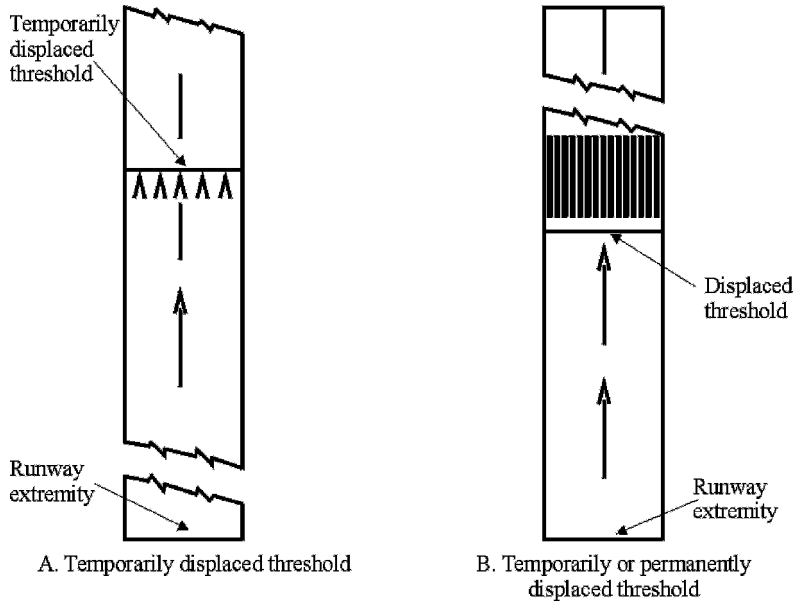 Temporarily
displaced
threshold
Displaced
threshold
Runway
extremity
Runway
extremity
A. Temporarily displaced threshold
B. Temporarily or permanently
displaced threshold